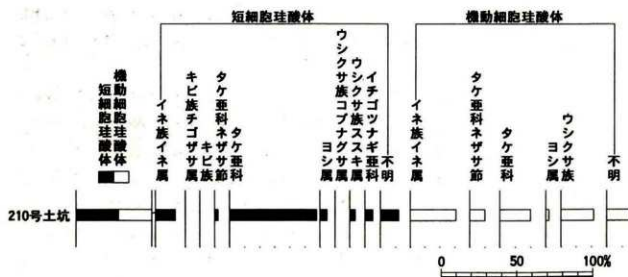 短細胞珪酸体
機動細胞珪酸体
機動細胞珪酸体
短細胞珪酸体
イネ族イネ属
キビ族チゴザサ属
キビ族
タケ亜科ネザサ節
タケ亜科
ヨシ属
ウシクサ族コブナグサ属
ウシクサ族ススキ属
イチゴツナギ亜科
不明
イネ族イネ属
タケ亜科ネザサ節
タケ亜科
ヨシ属
ウシクサ族
不明
210号土坑
0 50 100%